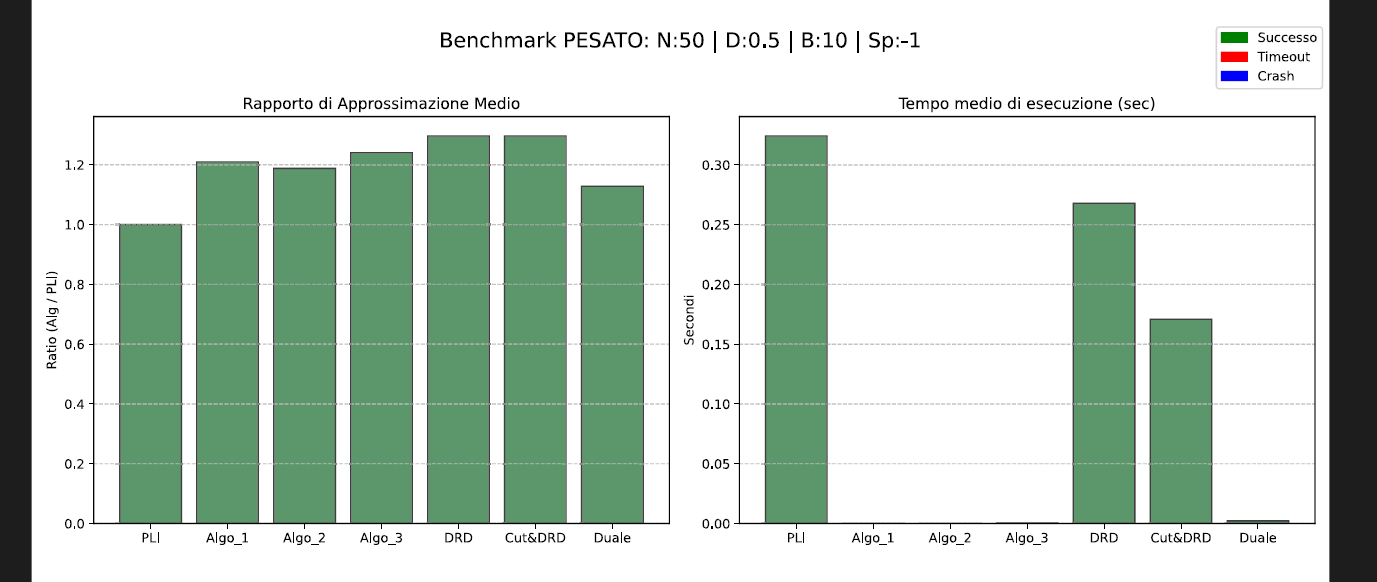 Benchmark PESATO: N:50 | D:0.5 | B:10 | Sp:-1
Successo
Timeout
Crash
Rapporto di Approssimazione Medio
Ratio (Alg / PLI)
1.2
1.0
0.8
0.6
0.4
0.2
0.0
PLI
Algo_1
Algo_2
Algo_3
DRD
Cut&DRD
Duale
Tempo medio di esecuzione (sec)
Secondi
0.30
0.25
0.20
0.15
0.10
0.05
0.00
PLI
Algo_1
Algo_2
Algo_3
DRD
Cut&DRD
Duale